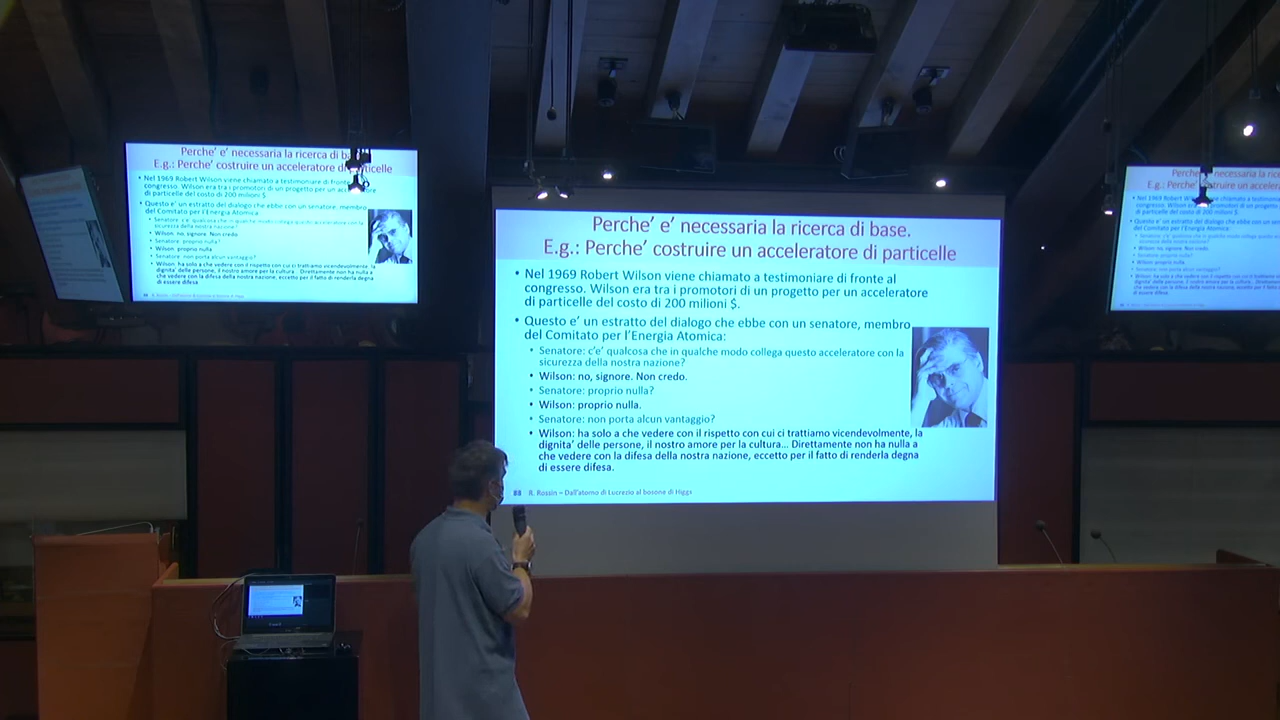 Perche' e' necessaria la ricerca di base.
E.g.: Perche' costruire un acceleratore di particelle
• Nel 1969 Robert Wilson viene chiamato a testimoniare di fronte al
congresso. Wilson era tra i promotori di un progetto per un acceleratore
di particelle del costo di 200 milioni $.
• Questo e' un estratto del dialogo che ebbe con un senatore, membro
del Comitato per l'Energia Atomica:
• Senatore: c'e' qualcosa che in qualche modo collega questo acceleratore con la
sicurezza della nostra nazione?
• Wilson: no, signore. Non credo.
• Senatore: proprio nulla?
• Wilson: proprio nulla.
• Senatore: non porta alcun vantaggio?
• Wilson: ha solo a che vedere con il rispetto con cui ci trattiamo vicendevolmente, la
dignita' delle persone, il nostro amore per la cultura... Direttamente non ha nulla a
che vedere con la difesa della nostra nazione, eccetto per il fatto di renderla degna
di essere difesa.
88 R. Rossin – Dall'atomo di Lucrezio al bosone di Higgs